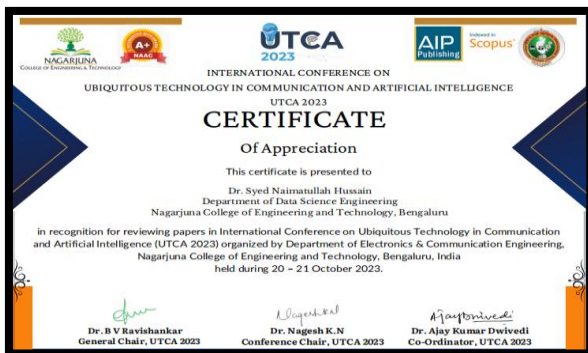 NAGARJUNA
COLLEGE OF ENGINEERING & TECHNOLOGY
A+
NAAC
UTCA
2023
AIP
Publishing
Indexed in
Scopus
INTERNATIONAL CONFERENCE ON
UBIQUITOUS TECHNOLOGY IN COMMUNICATION AND ARTIFICIAL INTELLIGENCE
UTCA 2023
CERTIFICATE
Of Appreciation
This certificate is presented to
Dr. Syed Naimatullah Hussain
Department of Data Science Engineering
Nagarjuna College of Engineering and Technology, Bengaluru
in recognition for reviewing papers in International Conference on Ubiquitous Technology in Communication
and Artificial Intelligence (UTCA 2023) organized by Department of Electronics & Communication Engineering,
Nagarjuna College of Engineering and Technology, Bengaluru, India
held during 20 – 21 October 2023.
Dr. B V Ravishankar
General Chair, UTCA 2023
Dr. Nagesh K.N
Conference Chair, UTCA 2023
Dr. Ajay Kumar Dwivedi
Co-Ordinator, UTCA 2023